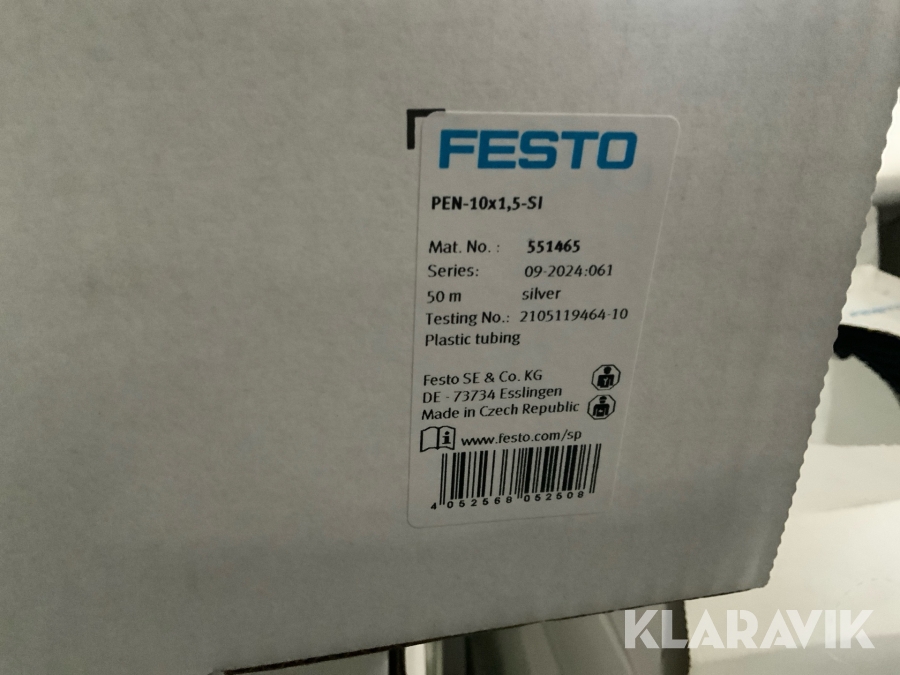 FESTO
PEN-10x1,5-SI
Mat. No. : 551465
Series: 09-2024:061
50 m silver
Testing No.: 2105119464-10
Plastic tubing
Festo SE & Co. KG
DE - 73734 Esslingen
Made in Czech Republic
www.festo.com/sp
4 052568 052508
KLARAVIK